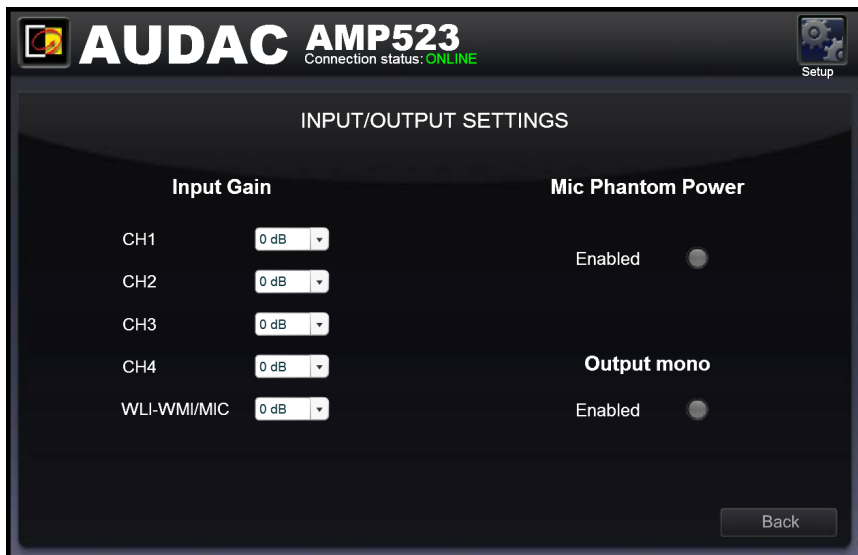 AUDAC AMP523
Connection status: ONLINE
Setup
INPUT/OUTPUT SETTINGS
Input Gain
CH1 0 dB
CH2 0 dB
CH3 0 dB
CH4 0 dB
WLI-WMI/MIC 0 dB
Mic Phantom Power
Enabled
Output mono
Enabled
Back